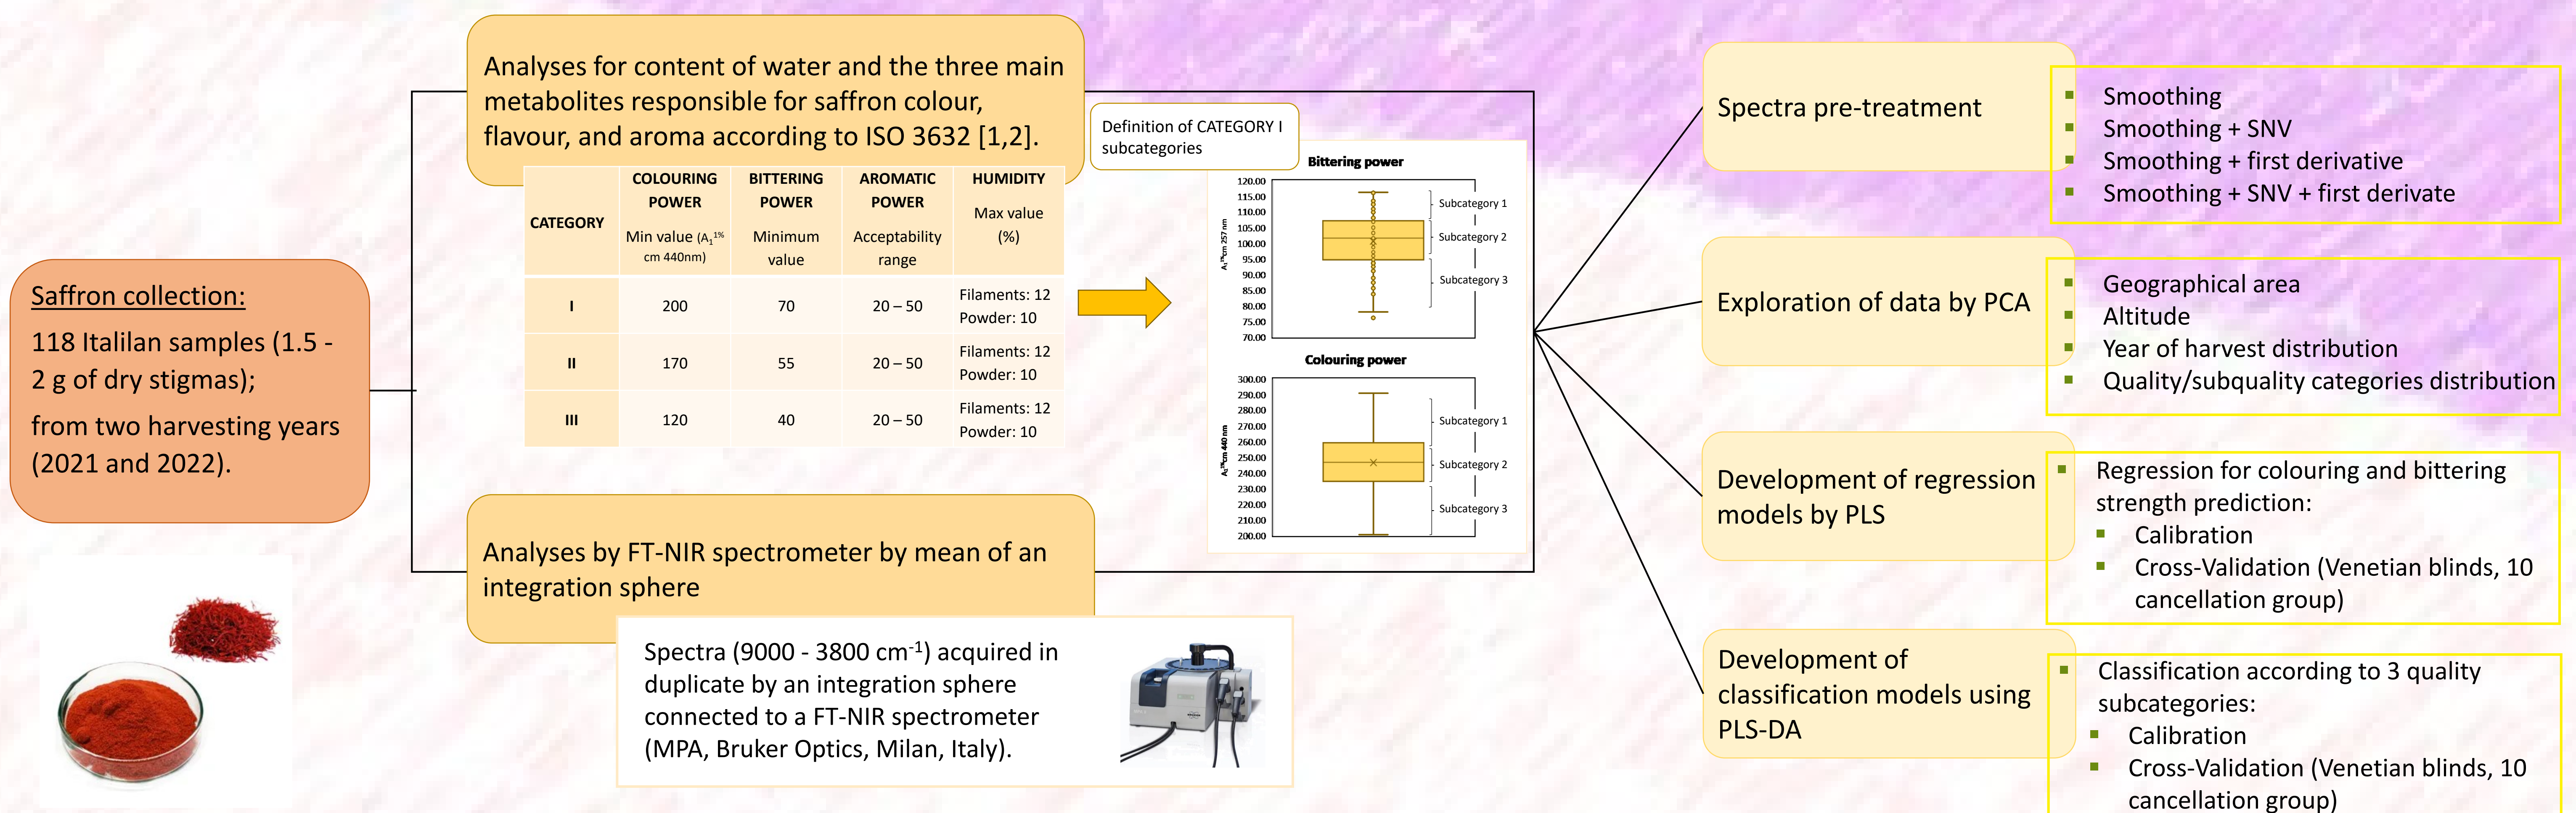 Saffron collection:
118 Italilan samples (1.5 -
2 g of dry stigmas);
from two harvesting years
(2021 and 2022).
Analyses for content of water and the three main
metabolites responsible for saffron colour,
flavour, and aroma according to ISO 3632 [1,2].
CATEGORY
COLOURING
POWER
Min value (A₁¹%
cm 440nm)
BITTERING
POWER
Minimum
value
AROMATIC
POWER
Acceptability
range
HUMIDITY
Max value
(%)
I
200
70
20 – 50
Filaments: 12
Powder: 10
II
170
55
20 – 50
Filaments: 12
Powder: 10
III
120
40
20 – 50
Filaments: 12
Powder: 10
Definition of CATEGORY I
subcategories
Bittering power
A₁¹%cm 257 nm
120.00
115.00
110.00
105.00
100.00
95.00
90.00
85.00
80.00
75.00
70.00
Subcategory 1
Subcategory 2
Subcategory 3
Colouring power
A₁¹%cm 440 nm
300.00
290.00
280.00
270.00
260.00
250.00
240.00
230.00
220.00
210.00
200.00
Subcategory 1
Subcategory 2
Subcategory 3
Analyses by FT-NIR spectrometer by mean of an
integration sphere
Spectra (9000 - 3800 cm⁻¹) acquired in
duplicate by an integration sphere
connected to a FT-NIR spectrometer
(MPA, Bruker Optics, Milan, Italy).
Spectra pre-treatment
▪ Smoothing
▪ Smoothing + SNV
▪ Smoothing + first derivative
▪ Smoothing + SNV + first derivate
Exploration of data by PCA
▪ Geographical area
▪ Altitude
▪ Year of harvest distribution
▪ Quality/subquality categories distribution
Development of regression
models by PLS
▪ Regression for colouring and bittering
strength prediction:
▪ Calibration
▪ Cross-Validation (Venetian blinds, 10
cancellation group)
Development of
classification models using
PLS-DA
▪ Classification according to 3 quality
subcategories:
▪ Calibration
▪ Cross-Validation (Venetian blinds, 10
cancellation group)